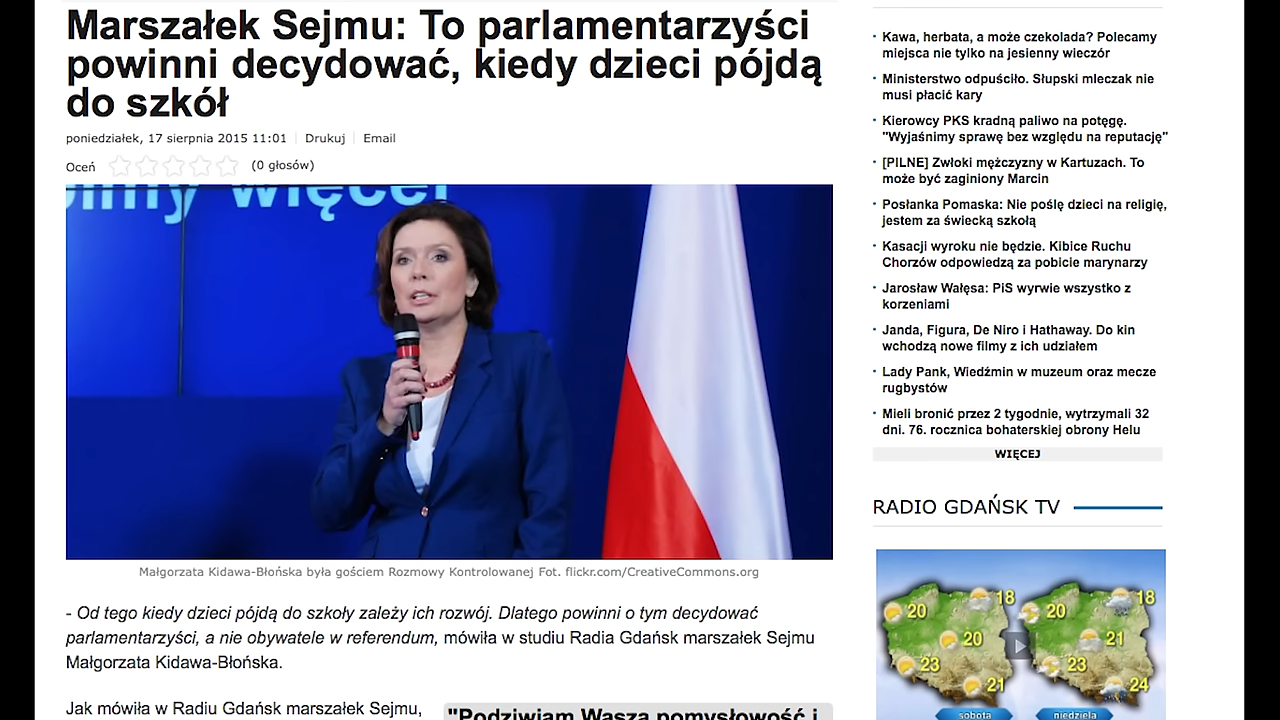 Marszałek Sejmu: To parlamentarzyści
powinni decydować, kiedy dzieci pójdą
do szkół
poniedziałek, 17 sierpnia 2015 11:01 Drukuj Email
Oceń (0 głosów)
więcej
Małgorzata Kidawa-Błońska była gościem Rozmowy Kontrolowanej Fot. flickr.com/CreativeCommons.org
- Od tego kiedy dzieci pójdą do szkoły zależy ich rozwój. Dlatego powinni o tym decydować
parlamentarzyści, a nie obywatele w referendum, mówiła w studiu Radia Gdańsk marszałek Sejmu
Małgorzata Kidawa-Błońska.
Jak mówiła w Radiu Gdańsk marszałek Sejmu,
"Podziwiam Waszą pomysłowość i
Kawa, herbata, a może czekolada? Polecamy
miejsca nie tylko na jesienny wieczór
Ministerstwo odpuściło. Słupski mleczak nie
musi płacić kary
Kierowcy PKS kradną paliwo na potęgę.
"Wyjaśnimy sprawę bez względu na reputację"
[PILNE] Zwłoki mężczyzny w Kartuzach. To
może być zaginiony Marcin
Posłanka Pomaska: Nie poślę dzieci na religię,
jestem za świecką szkołą
Kasacji wyroku nie będzie. Kibice Ruchu
Chorzów odpowiedzą za pobicie marynarzy
Jarosław Wałęsa: PiS wyrwie wszystko z
korzeniami
Janda, Figura, De Niro i Hathaway. Do kin
wchodzą nowe filmy z ich udziałem
Lady Pank, Wiedźmin w muzeum oraz mecze
rugbystów
Mieli bronić przez 2 tygodnie, wytrzymali 32
dni. 76. rocznica bohaterskiej obrony Helu
WIĘCEJ
RADIO GDAŃSK TV
20 18 20 18
20 21
23 23
21 24
sobota niedziela